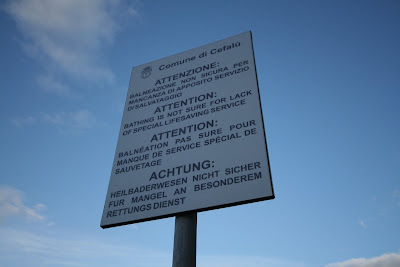 Comune di Cefalù
ATTENZIONE:
BALNEAZIONE NON SICURA PER
MANCANZA DI APPOSITO SERVIZIO
DI SALVATAGGIO
ATTENTION:
BATHING IS NOT SURE FOR LACK
OF SPECIAL LIFESAVING SERVICE
ATTENTION:
BALNÉATION PAS SURE POUR
MANQUE DE SERVICE SPÉCIAL DE
SAUVETAGE
ACHTUNG:
HEILBADERWESEN NICHT SICHER
FUR MANGEL AN BESONDEREM
RETTUNGS DIENST